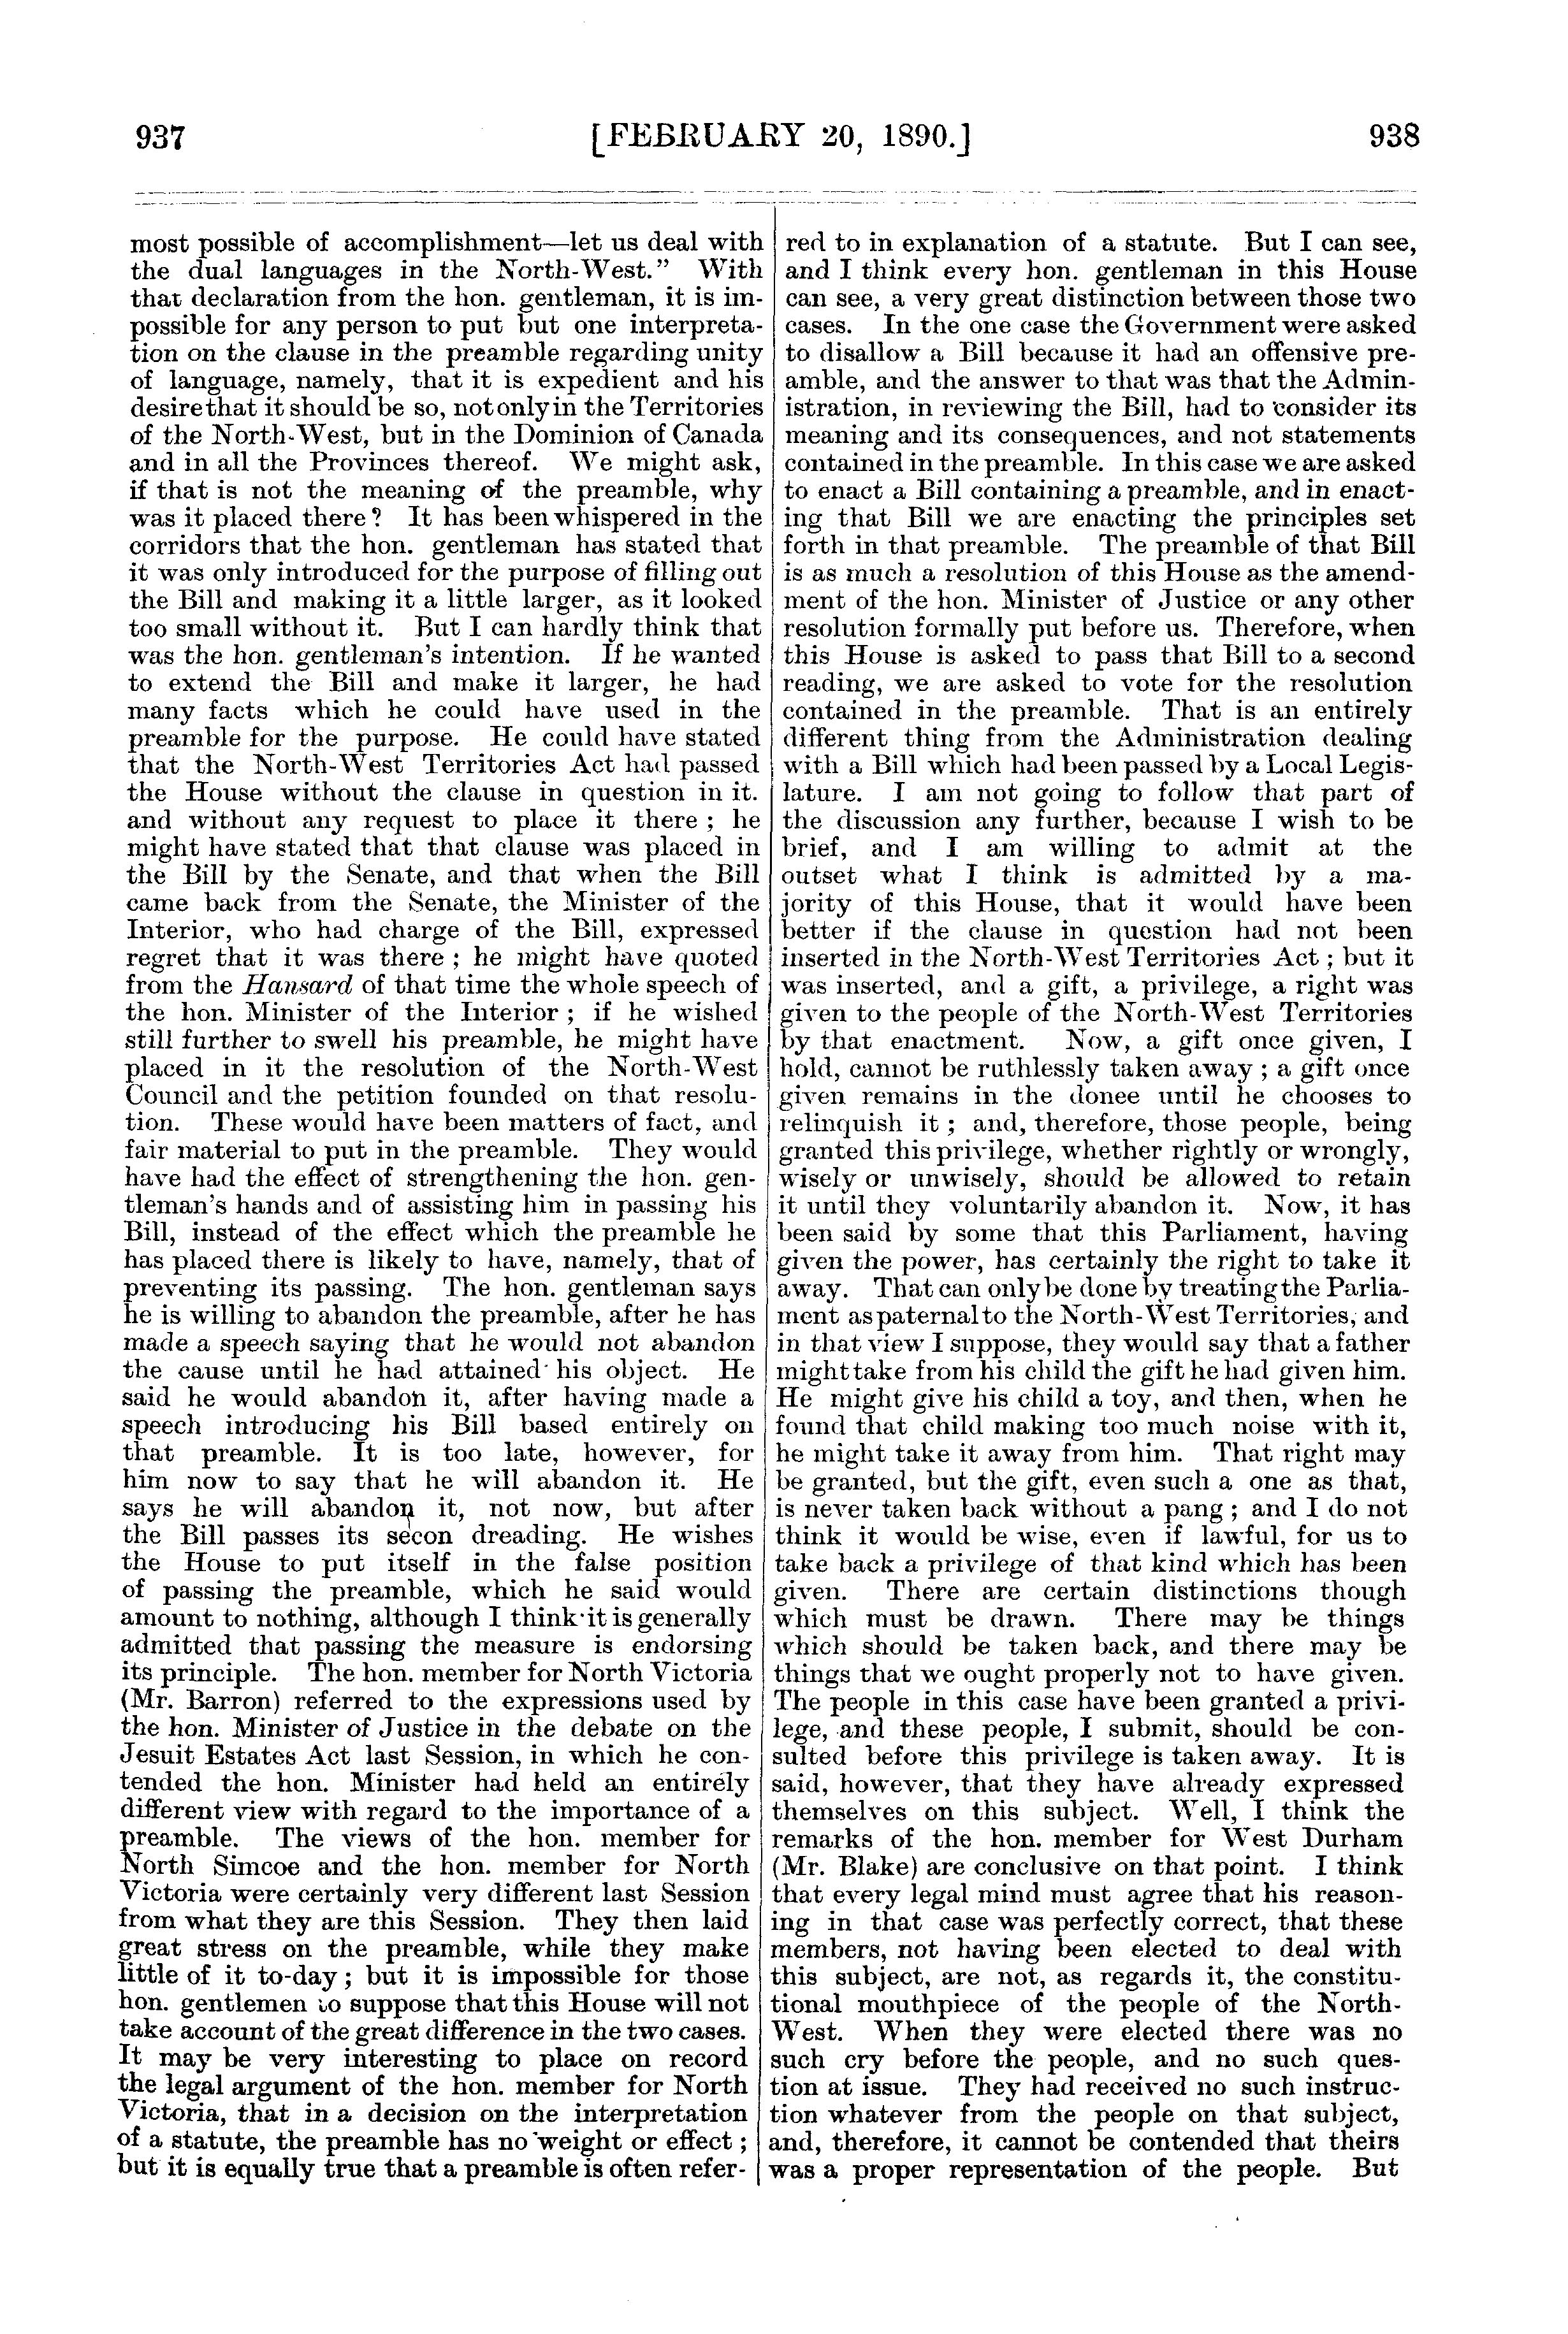 937 [FEBRUARY 20, 1890.] 938
most possible of accomplishment—let us deal with
the dual languages in the North-West." With
that declaration from the hon. gentleman, it is im-
possible for any person to put but one interpreta-
tion on the clause in the preamble regarding unity
of language, namely, that it is expedient and his
desire that it should be so, not only in the Territories
of the North-West, but in the Dominion of Canada
and in all the Provinces thereof. We might ask,
if that is not the meaning of the preamble, why
was it placed there? It has been whispered in the
corridors that the hon. gentleman has stated that
it was only introduced for the purpose of filling out
the Bill and making it a little larger, as it looked
too small without it. But I can hardly think that
was the hon. gentleman's intention. If he wanted
to extend the Bill and make it larger, he had
many facts which he could have used in the
preamble for the purpose. He could have stated
that the North-West Territories Act had passed
the House without the clause in question in it.
and without any request to place it there ; he
might have stated that that clause was placed in
the Bill by the Senate, and that when the Bill
came back from the Senate, the Minister of the
Interior, who had charge of the Bill, expressed
regret that it was there ; he might have quoted
from the Hansard of that time the whole speech of
the hon. Minister of the Interior ; if he wished
still further to swell his preamble, he might have
placed in it the resolution of the North-West
Council and the petition founded on that resolu-
tion. These would have been matters of fact, and
fair material to put in the preamble. They would
have had the effect of strengthening the hon. gen-
tleman's hands and of assisting him in passing his
Bill, instead of the effect which the preamble he
has placed there is likely to have, namely, that of
preventing its passing. The hon. gentleman says
he is willing to abandon the preamble, after he has
made a speech saying that he would not abandon
the cause until he had attained his object. He
said he would abandon it, after having made a
speech introducing his Bill based entirely on
that preamble. It is too late, however, for
him now to say that he will abandon it. He
says he will abandon it, not now, but after
the Bill passes its secon dreading. He wishes
the House to put itself in the false position
of passing the preamble, which he said would
amount to nothing, although I think it is generally
admitted that passing the measure is endorsing
its principle. The hon. member for North Victoria
(Mr. Barron) referred to the expressions used by
the hon. Minister of Justice in the debate on the
Jesuit Estates Act last Session, in which he con-
tended the hon. Minister had held an entirely
different view with regard to the importance of a
preamble. The views of the hon. member for
North Simcoe and the hon. member for North
Victoria were certainly very different last Session
from what they are this Session. They then laid
great stress on the preamble, while they make
little of it to-day ; but it is impossible for those
hon. gentlemen to suppose that this House will not
take account of the great difference in the two cases.
It may be very interesting to place on record
the legal argument of the hon. member for North
Victoria, that in a decision on the interpretation
of a statute, the preamble has no weight or effect ;
but it is equally true that a preamble is often refer-
red to in explanation of a statute. But I can see,
and I think every hon. gentleman in this House
can see, a very great distinction between those two
cases. In the one case the Government were asked
to disallow a Bill because it had an offensive pre-
amble, and the answer to that was that the Admin-
istration, in reviewing the Bill, had to consider its
meaning and its consequences, and not statements
contained in the preamble. In this case we are asked
to enact a Bill containing a preamble, and in enact-
ing that Bill we are enacting the principles set
forth in that preamble. The preamble of that Bill
is as much a resolution of this House as the amend-
ment of the hon. Minister of Justice or any other
resolution formally put before us. Therefore, when
this House is asked to pass that Bill to a second
reading, we are asked to vote for the resolution
contained in the preamble. That is an entirely
different thing from the Administration dealing
with a Bill which had been passed by a Local Legis-
lature. I am not going to follow that part of
the discussion any further, because I wish to be
brief, and I am willing to admit at the
outset what I think is admitted by a ma-
jority of this House, that it would have been
better if the clause in question had not been
inserted in the North-West Territories Act ; but it
was inserted, and a gift, a privilege, a right was
given to the people of the North-West Territories
by that enactment. Now, a gift once given, I
hold, cannot be ruthlessly taken away ; a gift once
given remains in the donee until he chooses to
relinquish it ; and, therefore, those people, being
granted this privilege, whether rightly or wrongly,
wisely or unwisely, should be allowed to retain
it until they voluntarily abandon it. Now, it has
been said by some that this Parliament, having
given the power, has certainly the right to take it
away. That can only be done by treating the Parlia-
ment as paternal to the North-West Territories, and
in that view I suppose, they would say that a father
might take from his child the gift he had given him.
He might give his child a toy, and then, when he
found that child making too much noise with it,
he might take it away from him. That right may
be granted, but the gift, even such a one as that,
is never taken back without a pang ; and I do not
think it would be wise, even if lawful, for us to
take back a privilege of that kind which has been
given. There are certain distinctions though
which must be drawn. There may be things
which should be taken back, and there may be
things that we ought properly not to have given.
The people in this case have been granted a privi-
lege, and these people, I submit, should be con-
sulted before this privilege is taken away. It is
said, however, that they have already expressed
themselves on this subject. Well, I think the
remarks of the hon. member for West Durham
(Mr. Blake) are conclusive on that point. I think
that every legal mind must agree that his reason-
ing in that case was perfectly correct, that these
members, not having been elected to deal with
this subject, are not, as regards it, the constitu-
tional mouthpiece of the people of the North-
West. When they were elected there was no
such cry before the people, and no such ques-
tion at issue. They had received no such instruc-
tion whatever from the people on that subject,
and, therefore, it cannot be contended that theirs
was a proper representation of the people. But